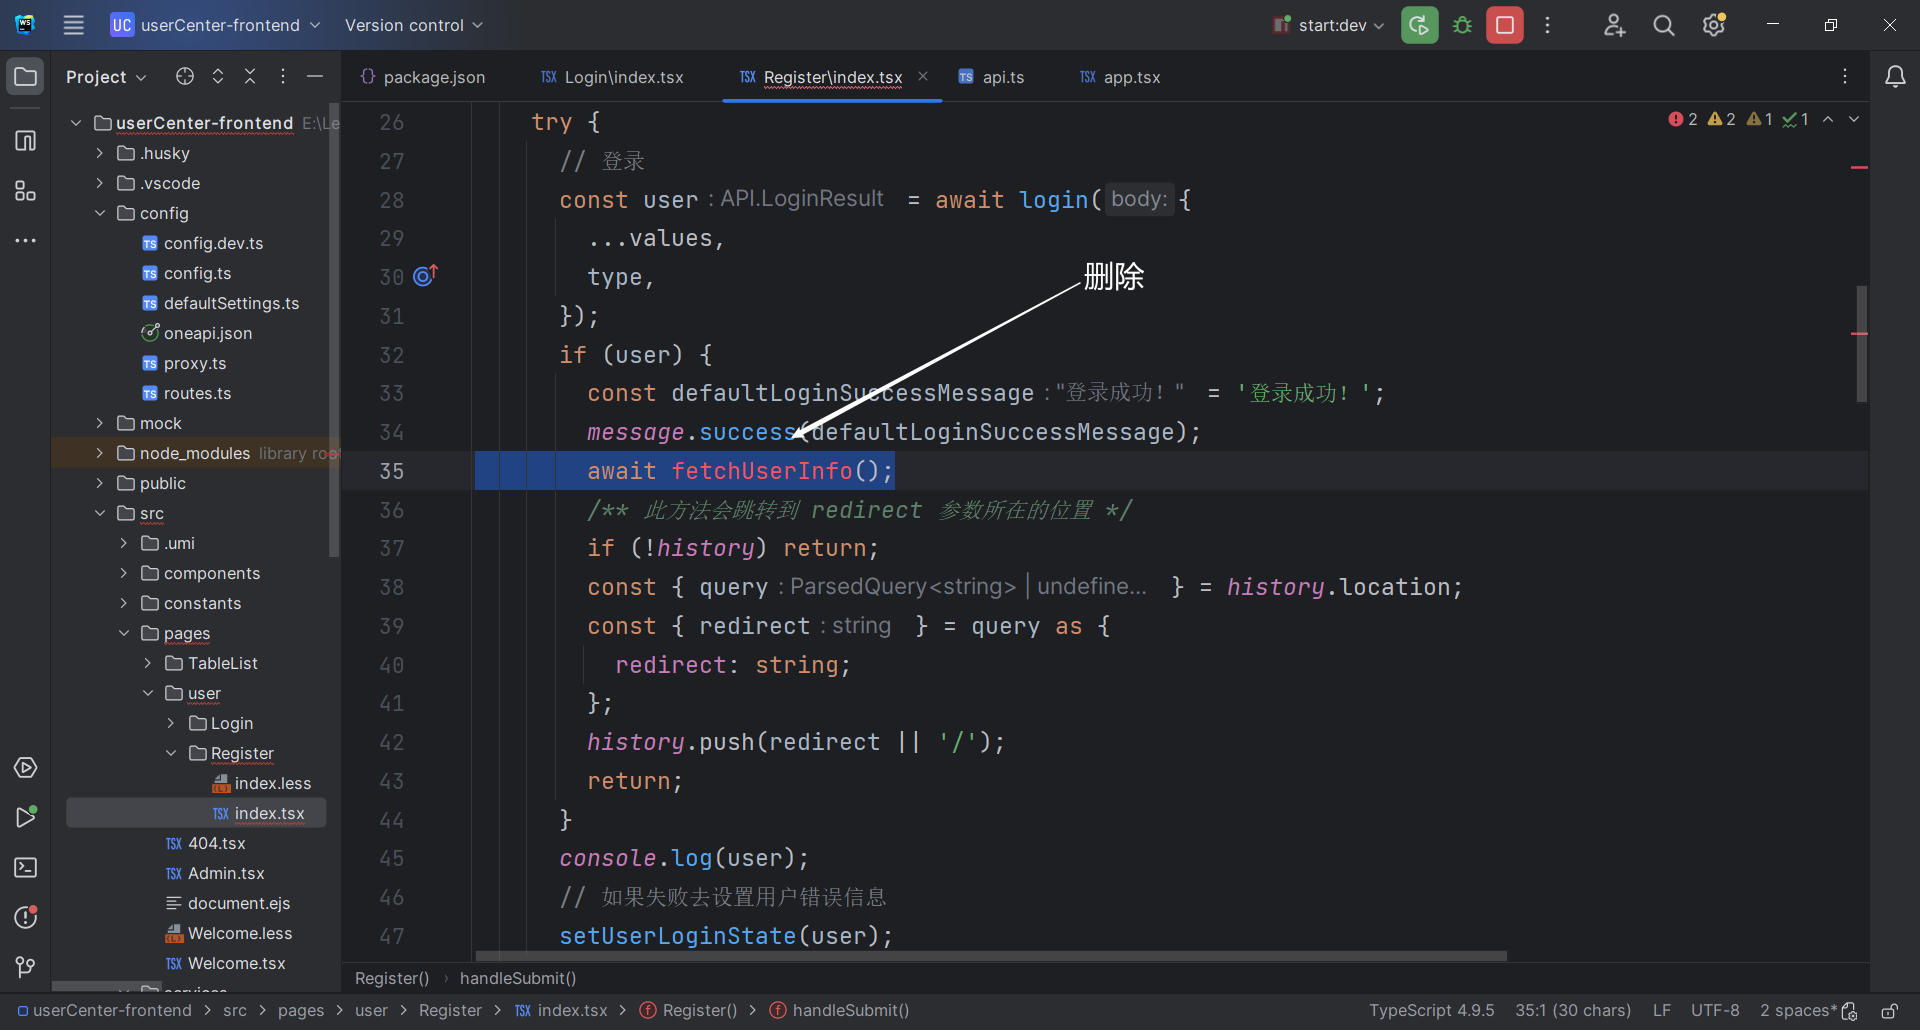 UC userCenter-frontend Version control start:dev
Project
package.json Login\index.tsx Register\index.tsx api.ts app.tsx
userCenter-frontend E:\Le
.husky
.vscode
config
config.dev.ts
config.ts
defaultSettings.ts
oneapi.json
proxy.ts
routes.ts
mock
node_modules library root
public
src
.umi
components
constants
pages
TableList
user
Login
Register
index.less
index.tsx
404.tsx
Admin.tsx
document.ejs
Welcome.less
Welcome.tsx
services
2 2 1 1
26 try {
27 // 登录
28 const user : API.LoginResult = await login( body: {
29 ...values,
30 type,
删除
31 });
32 if (user) {
33 const defaultLoginSuccessMessage : "登录成功！" = '登录成功！';
34 message.success(defaultLoginSuccessMessage);
35 await fetchUserInfo();
36 /** 此方法会跳转到 redirect 参数所在的位置 */
37 if (!history) return;
38 const { query : ParsedQuery<string> | undefine... } = history.location;
39 const { redirect : string } = query as {
40 redirect: string;
41 };
42 history.push(redirect || '/');
43 return;
44 }
45 console.log(user);
46 // 如果失败去设置用户错误信息
47 setUserLoginState(user);
Register() › handleSubmit()
userCenter-frontend > src > pages > user > Register > index.tsx > Register() > handleSubmit() TypeScript 4.9.5 35:1 (30 chars) LF UTF-8 2 spaces*